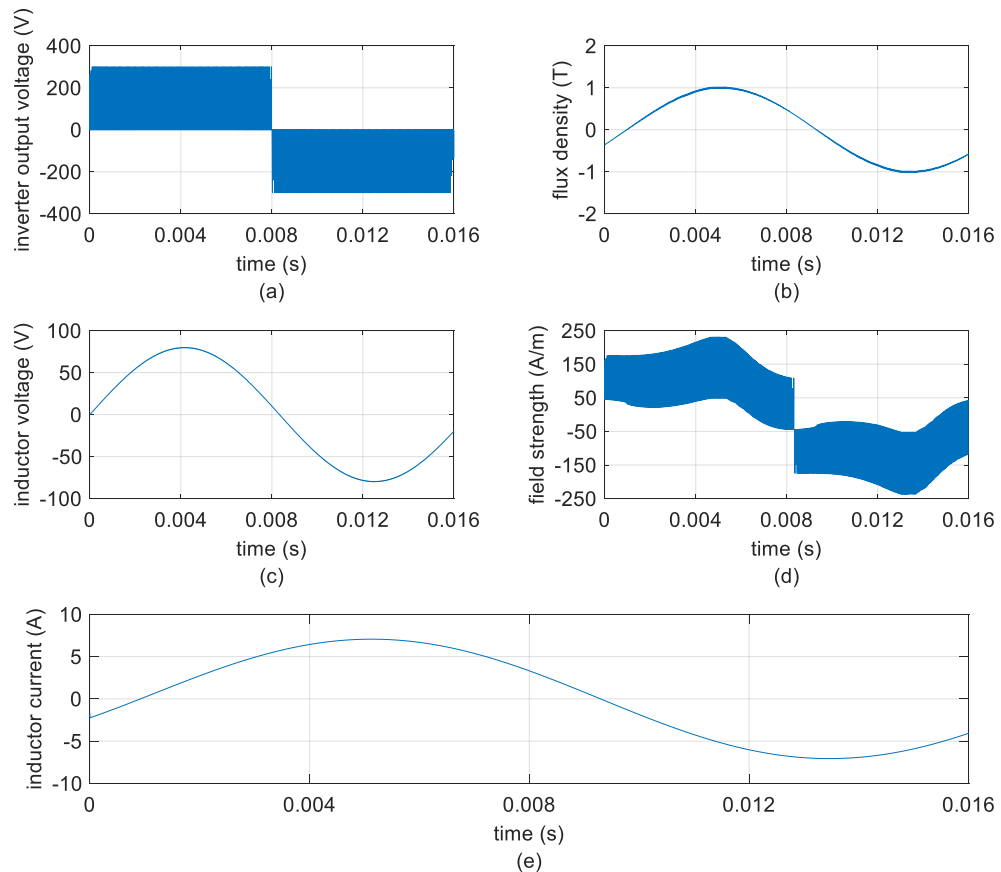 inverter output voltage (V)
400
200
0
-200
-400
0 0.004 0.008 0.012 0.016
time (s)
(a)
flux density (T)
2
1
0
-1
-2
0 0.004 0.008 0.012 0.016
time (s)
(b)
inductor voltage (V)
100
50
0
-50
-100
0 0.004 0.008 0.012 0.016
time (s)
(c)
field strength (A/m)
250
150
50
-50
-150
-250
0 0.004 0.008 0.012 0.016
time (s)
(d)
inductor current (A)
10
5
0
-5
-10
0 0.004 0.008 0.012 0.016
time (s)
(e)